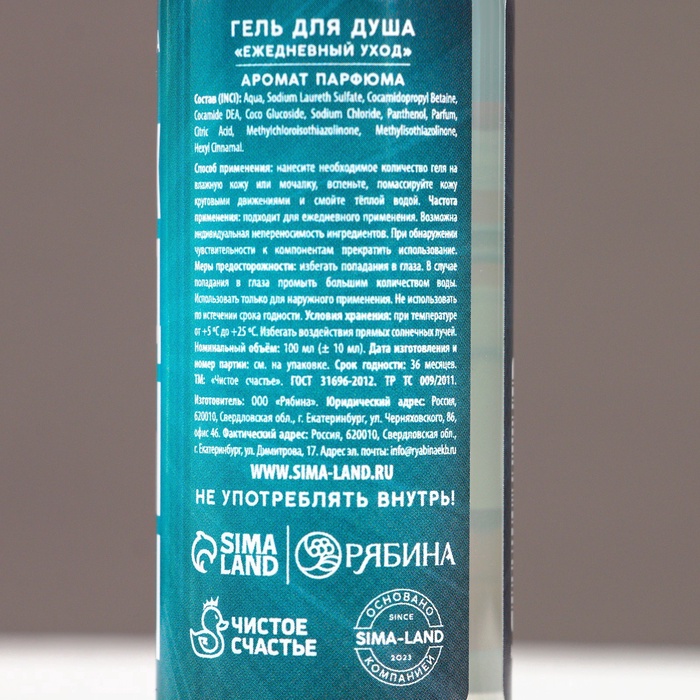 ГЕЛЬ ДЛЯ ДУША
«ЕЖЕДНЕВНЫЙ УХОД»
АРОМАТ ПАРФЮМА
Состав (INCI): Aqua, Sodium Laureth Sulfate, Cocamidopropyl Betaine,
Cocamide DEA, Coco Glucoside, Sodium Chloride, Panthenol, Parfum,
Citric Acid, Methylchloroisothiazolinone, Methylisothiazolinone,
Hexyl Cinnamal.
Способ применения: нанесите необходимое количество геля на
влажную кожу или мочалку, вспеньте, помассируйте кожу
круговыми движениями и смойте тёплой водой. Частота
применения: подходит для ежедневного применения. Возможна
индивидуальная непереносимость ингредиентов. При обнаружении
чувствительности к компонентам прекратить использование.
Меры предосторожности: избегать попадания в глаза. В случае
попадания в глаза промыть большим количеством воды.
Использовать только для наружного применения. Не использовать
по истечении срока годности. Условия хранения: при температуре
от +5 °C до +25 °C. Избегать воздействия прямых солнечных лучей.
Номинальный объём: 100 мл (± 10 мл). Дата изготовления и
номер партии: см. на упаковке. Срок годности: 36 месяцев.
ТМ: «Чистое счастье». ГОСТ 31696-2012. ТР ТС 009/2011.
Изготовитель: ООО «Рябина». Юридический адрес: Россия,
620010, Свердловская обл., г. Екатеринбург, ул. Черняховского, 86,
офис 46. Фактический адрес: Россия, 620010, Свердловская обл.,
г. Екатеринбург, ул. Димитрова, 17. Адрес эл. почты: info@ryabinaekb.ru
WWW.SIMA-LAND.RU
НЕ УПОТРЕБЛЯТЬ ВНУТРЬ!
SIMA
LAND
РЯБИНА
ЧИСТОЕ
СЧАСТЬЕ
ОСНОВАНО
SINCE
SIMA-LAND
2023
КОМПАНИЕЙ